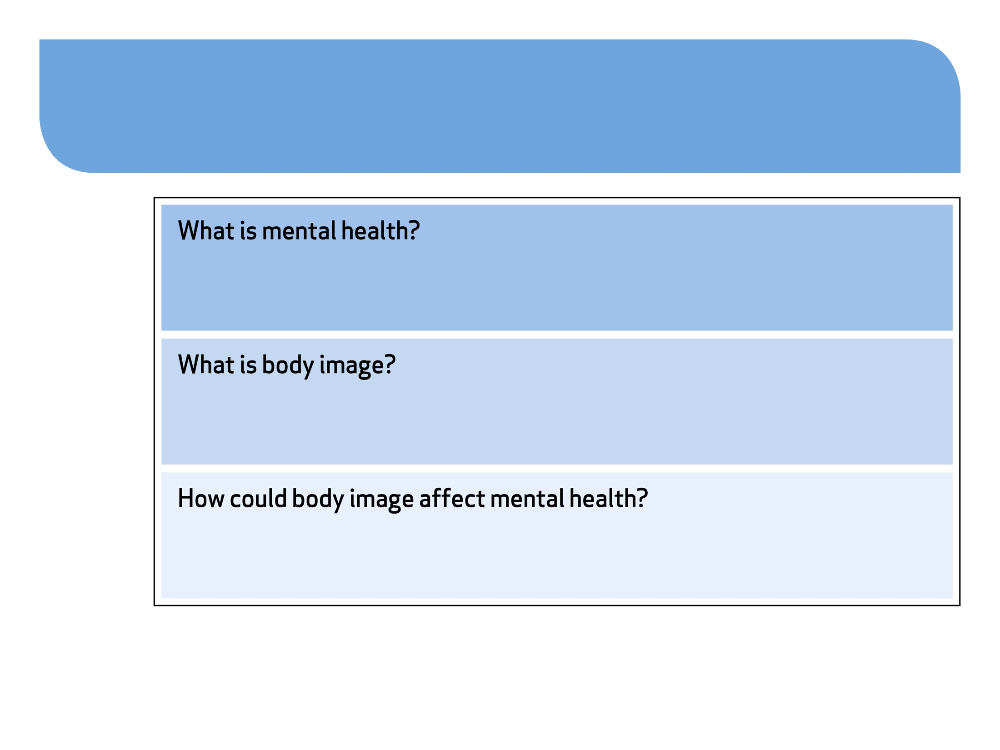 What is mental health?
What is body image?
How could body image affect mental health?